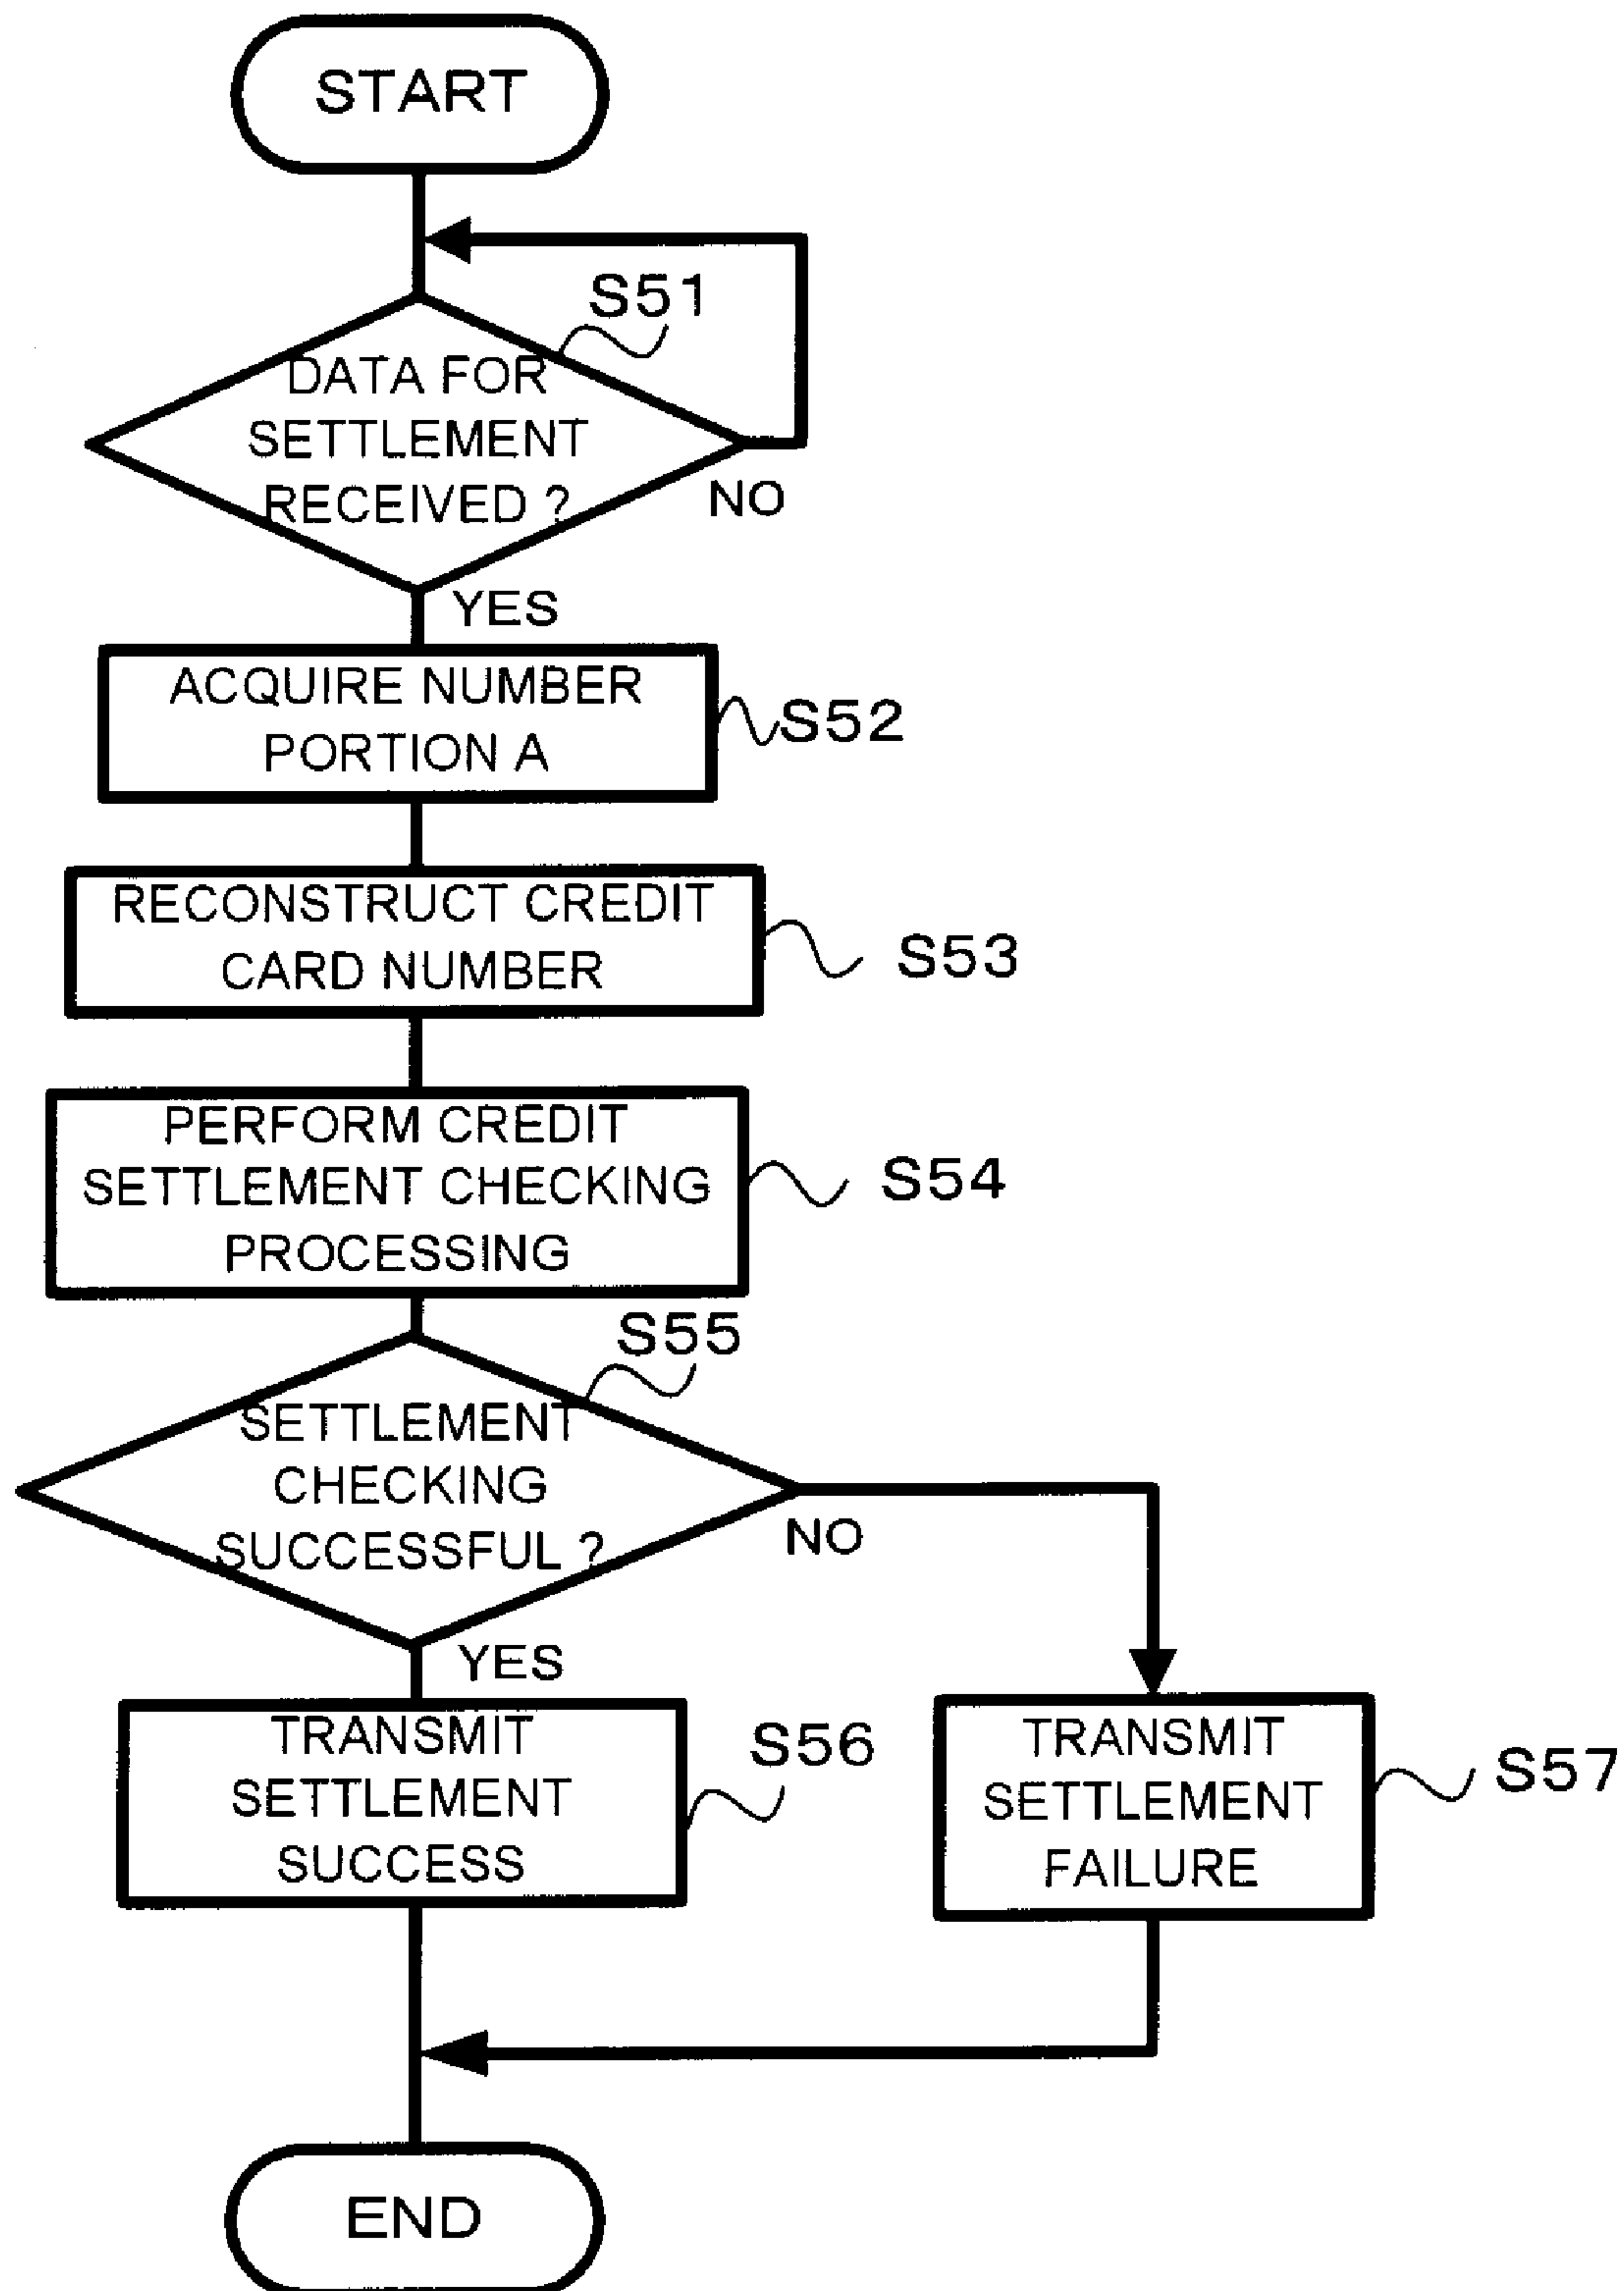 START
S51
DATA FOR
SETTLEMENT
RECEIVED ?
NO
YES
ACQUIRE NUMBER
PORTION A
S52
RECONSTRUCT CREDIT
CARD NUMBER
S53
PERFORM CREDIT
SETTLEMENT CHECKING
PROCESSING
S54
S55
SETTLEMENT
CHECKING
SUCCESSFUL ?
NO
YES
TRANSMIT
SETTLEMENT
SUCCESS
S56
TRANSMIT
SETTLEMENT
FAILURE
S57
END